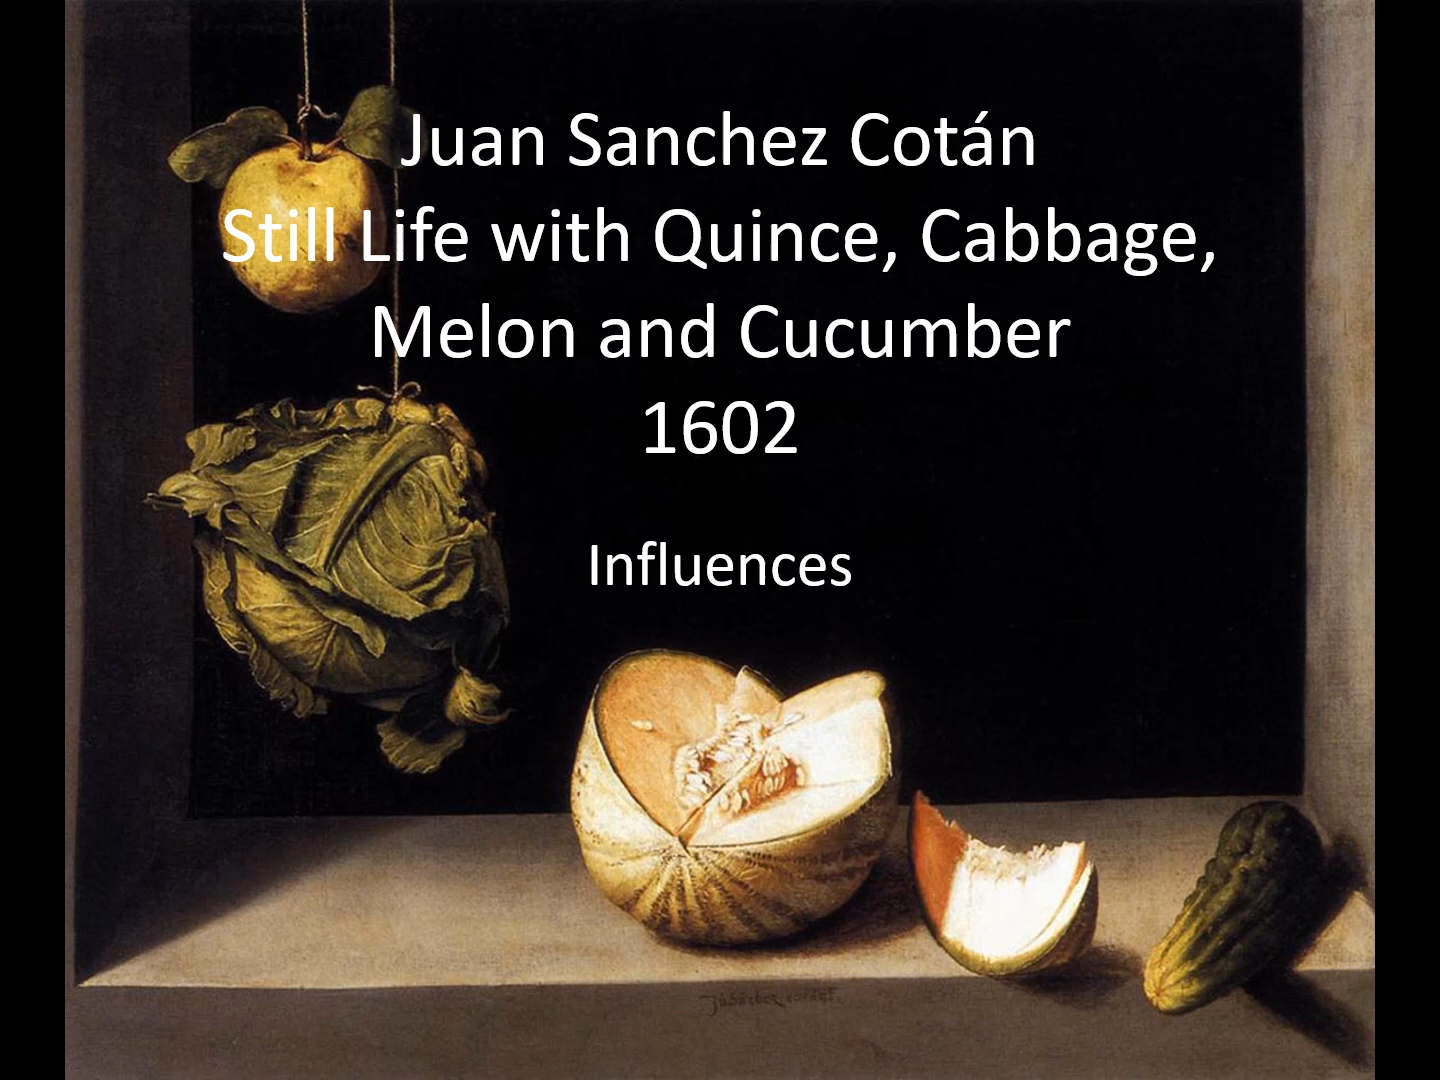 Juan Sanchez Cotán
Still Life with Quince, Cabbage,
Melon and Cucumber
1602
Influences